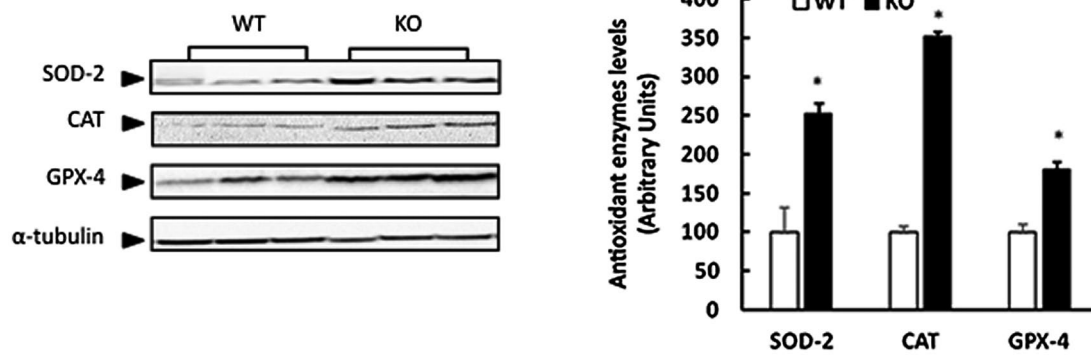 WT KO
SOD-2
CAT
GPX-4
α-tubulin
Antioxidant enzymes levels
(Arbitrary Units)
400
350
300
250
200
150
100
50
0
WT KO
*
*
*
SOD-2 CAT GPX-4